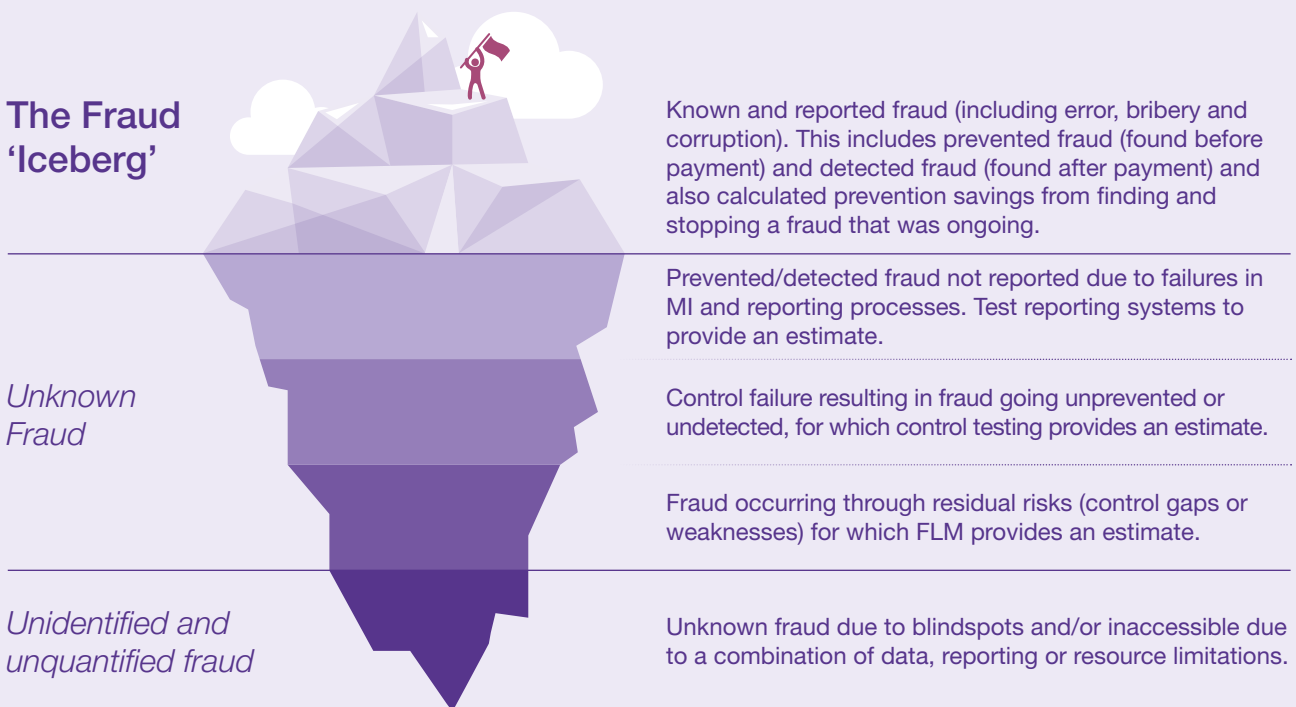 The Fraud
‘Iceberg’
Known and reported fraud (including error, bribery and
corruption). This includes prevented fraud (found before
payment) and detected fraud (found after payment) and
also calculated prevention savings from finding and
stopping a fraud that was ongoing.
Unknown
Fraud
Prevented/detected fraud not reported due to failures in
MI and reporting processes. Test reporting systems to
provide an estimate.
Control failure resulting in fraud going unprevented or
undetected, for which control testing provides an estimate.
Fraud occurring through residual risks (control gaps or
weaknesses) for which FLM provides an estimate.
Unidentified and
unquantified fraud
Unknown fraud due to blindspots and/or inaccessible due
to a combination of data, reporting or resource limitations.